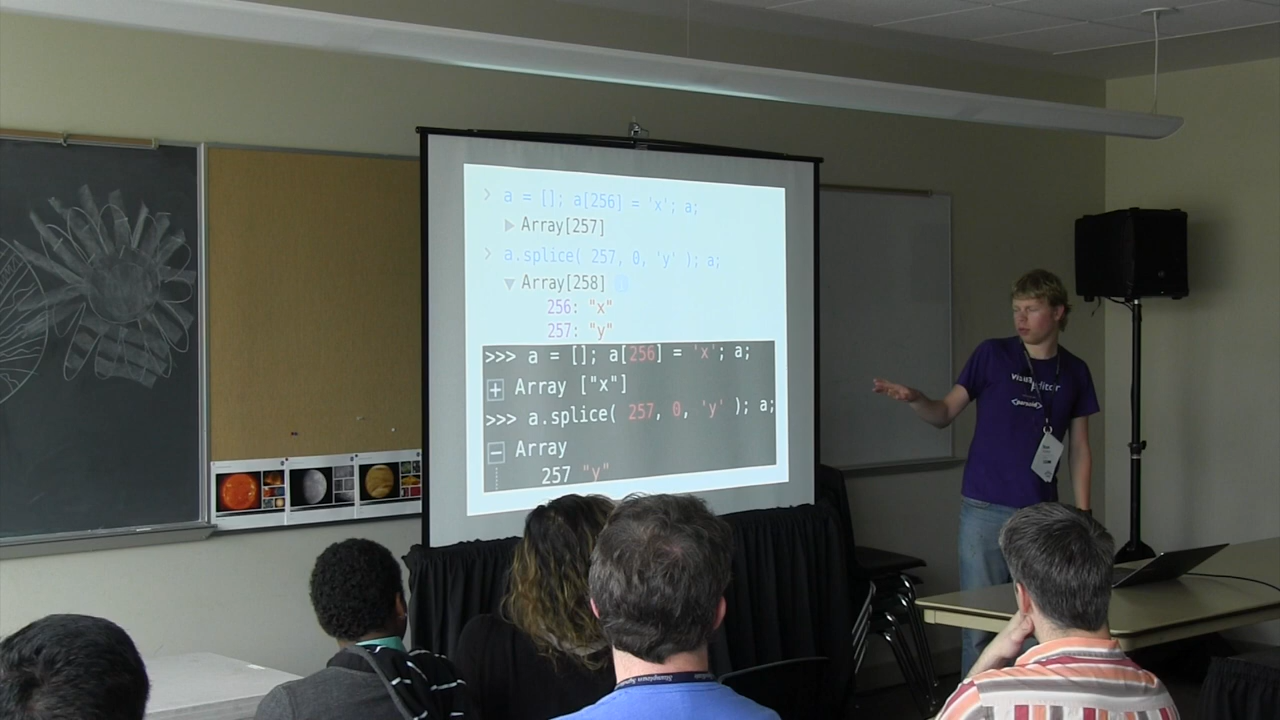 > a = []; a[256] = 'x'; a;
▶ Array[257]
> a.splice( 257, 0, 'y' ); a;
▼ Array[258]
256: "x"
257: "y"
>>> a = []; a[256] = 'x'; a;
+ Array ["x"]
>>> a.splice( 257, 0, 'y' ); a;
− Array
257 "y"